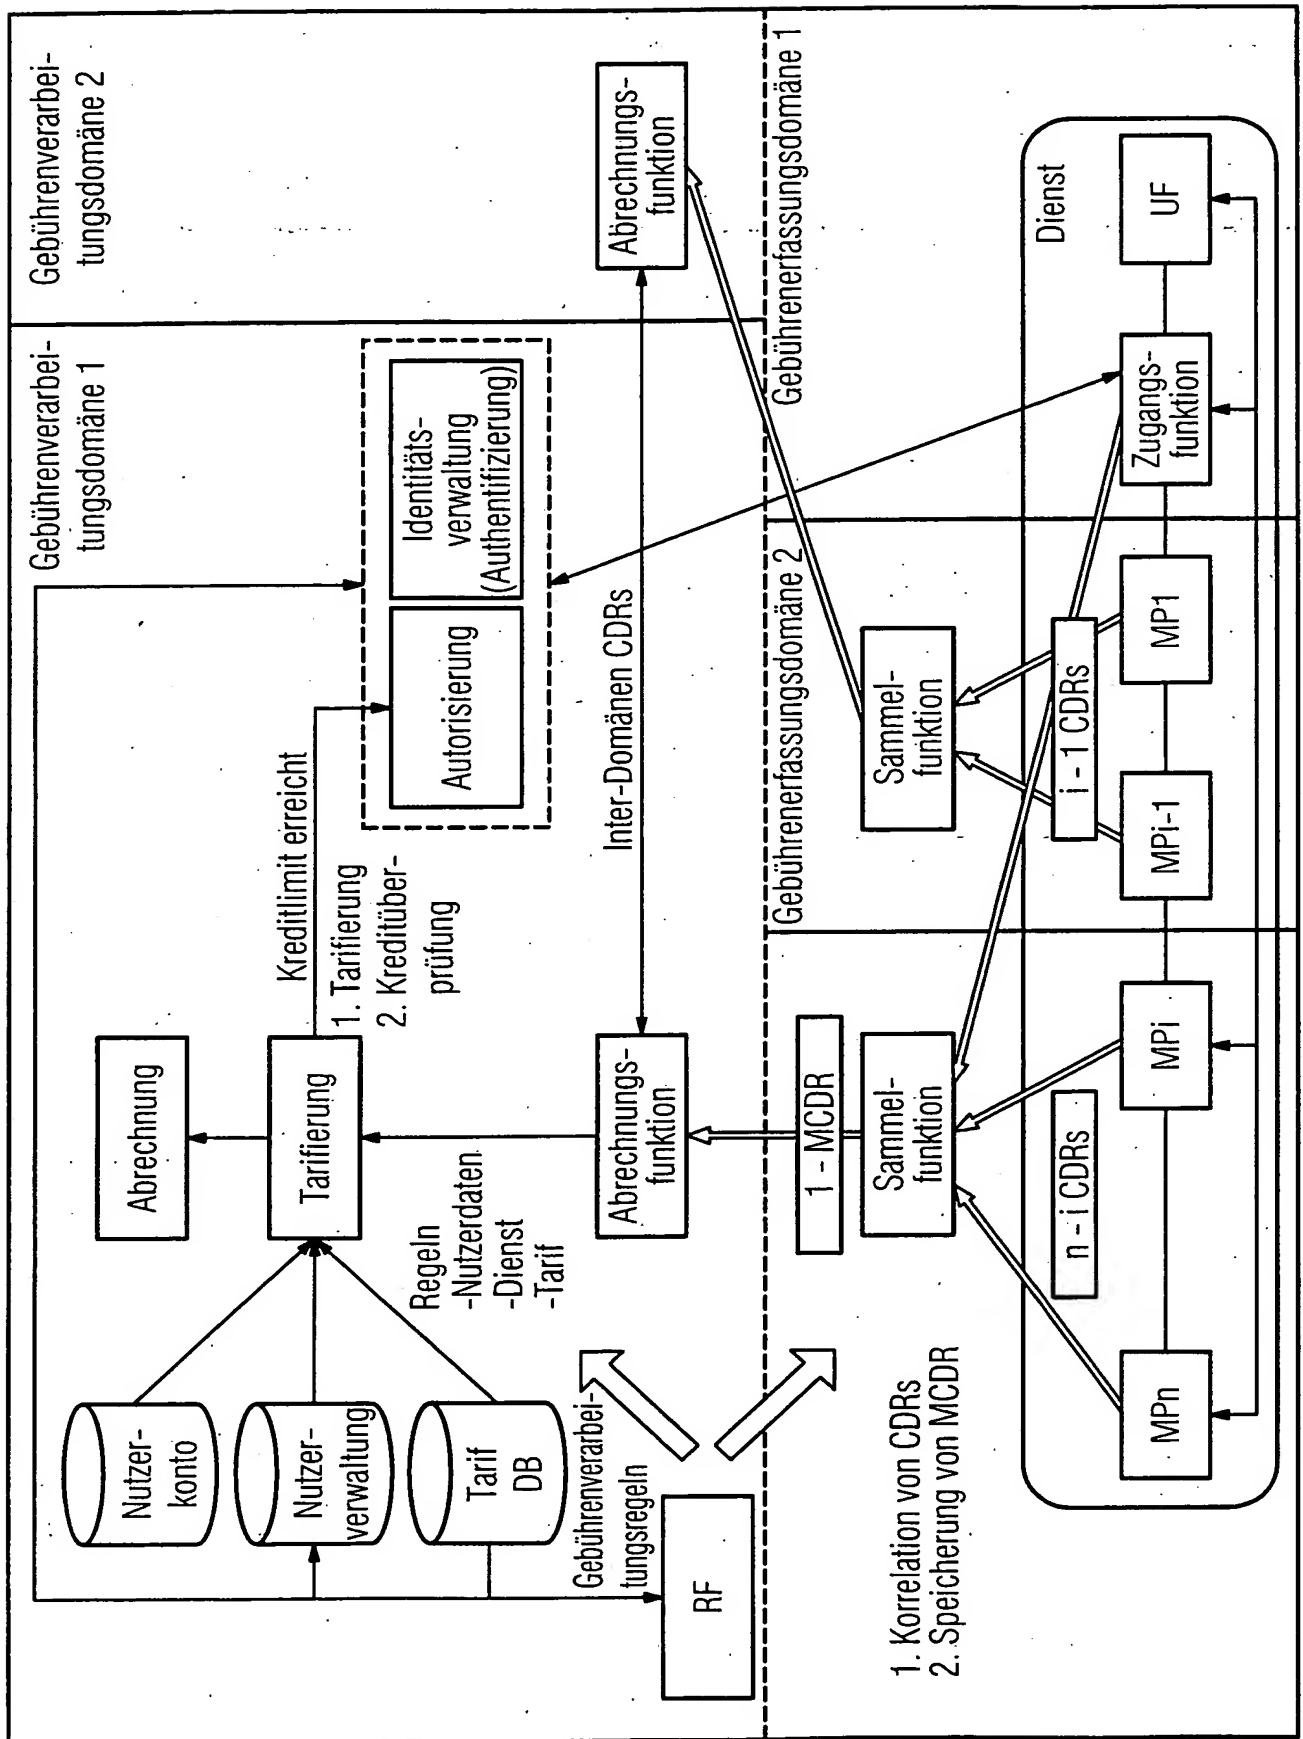 Gebührenverarbei-
tungsdomäne 1
Gebührenverarbei-
tungsdomäne 2
Nutzer-
konto
Nutzer-
verwaltung
Tarif
DB
Abrechnung
Tarifierung
Kreditlimit erreicht
1. Tarifierung
2. Kreditüber-
prüfung
Autorisierung
Identitäts-
verwaltung
(Authentifizierung)
Regeln
-Nutzerdaten
-Dienst
-Tarif
Gebührenverarbei-
tungsregeln
RF
Abrechnungs-
funktion
Inter-Domänen CDRs
Abrechnungs-
funktion
Gebührenerfassungsdomäne 2
Gebührenerfassungsdomäne 1
1 - MCDR
Sammel-
funktion
Sammel-
funktion
1. Korrelation von CDRs
2. Speicherung von MCDR
n - i CDRs
i - 1 CDRs
Dienst
MPn
MPi
MPi-1
MP1
Zugangs-
funktion
UF